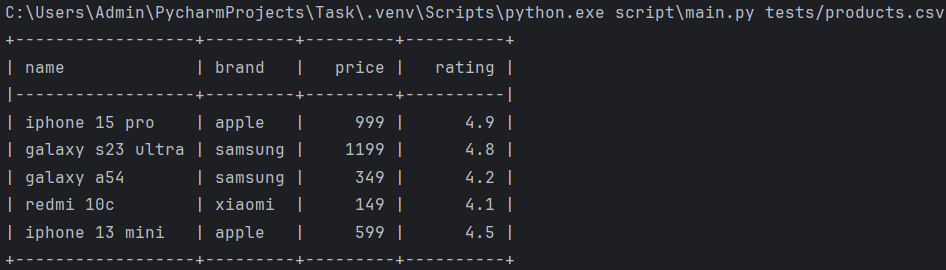 C:\Users\Admin\PycharmProjects\Task\.venv\Scripts\python.exe script\main.py tests/products.csv
+------------------+---------+---------+----------+
| name             | brand   |   price |   rating |
|------------------+---------+---------+----------|
| iphone 15 pro    | apple   |     999 |      4.9 |
| galaxy s23 ultra | samsung |    1199 |      4.8 |
| galaxy a54       | samsung |     349 |      4.2 |
| redmi 10c        | xiaomi  |     149 |      4.1 |
| iphone 13 mini   | apple   |     599 |      4.5 |
+------------------+---------+---------+----------+